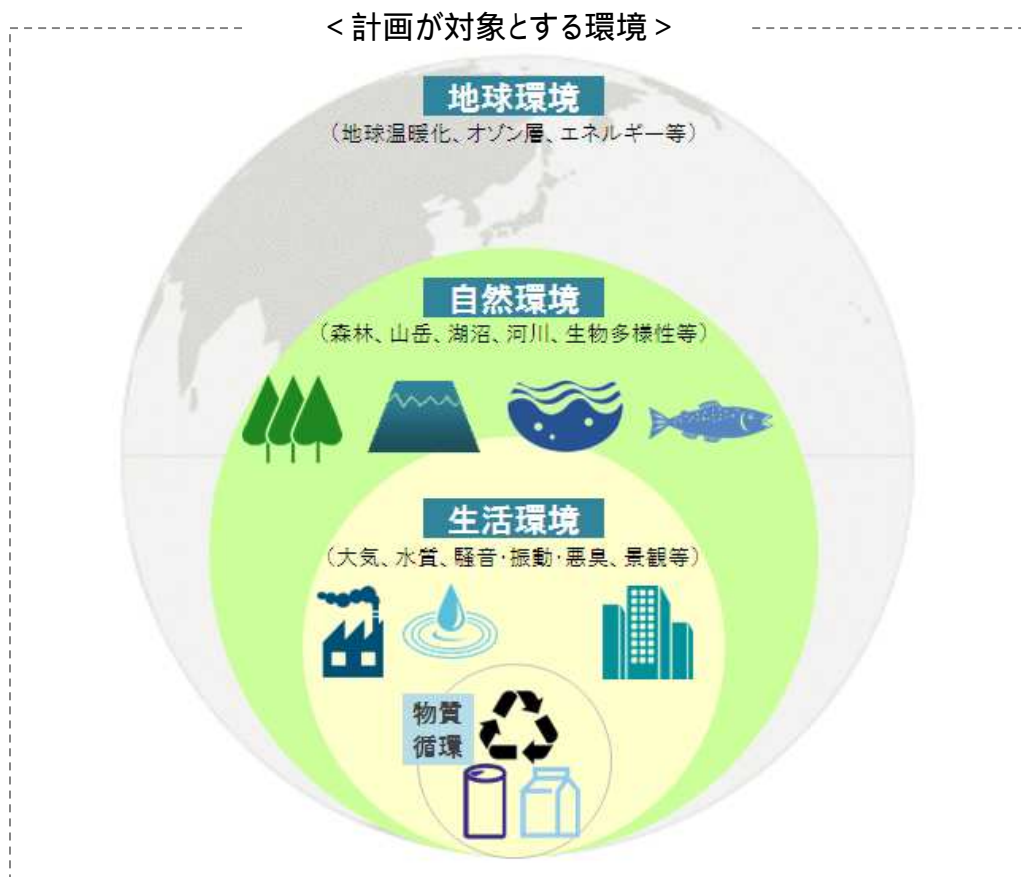 <計画が対象とする環境>
地球環境
(地球温暖化、オゾン層、エネルギー等)
自然環境
(森林、山岳、湖沼、河川、生物多様性等)
生活環境
(大気、水質、騒音・振動・悪臭、景観等)
物質
循環